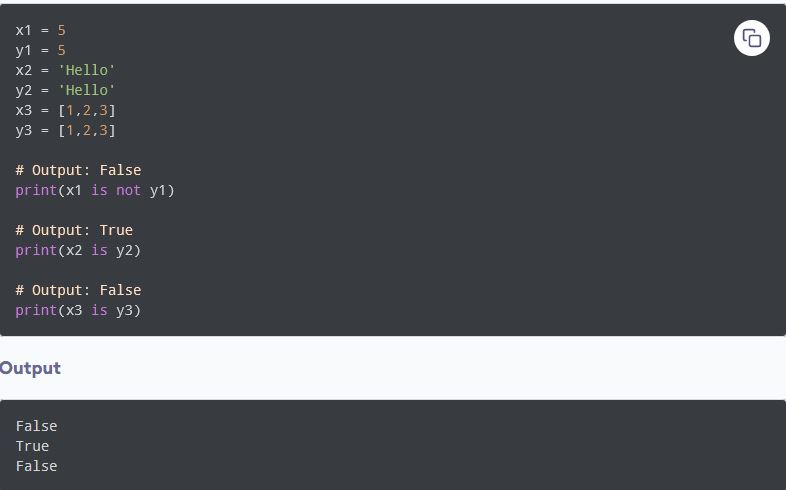 x1 = 5
y1 = 5
x2 = 'Hello'
y2 = 'Hello'
x3 = [1,2,3]
y3 = [1,2,3]
# Output: False
print(x1 is not y1)
# Output: True
print(x2 is y2)
# Output: False
print(x3 is y3)
Output
False
True
False